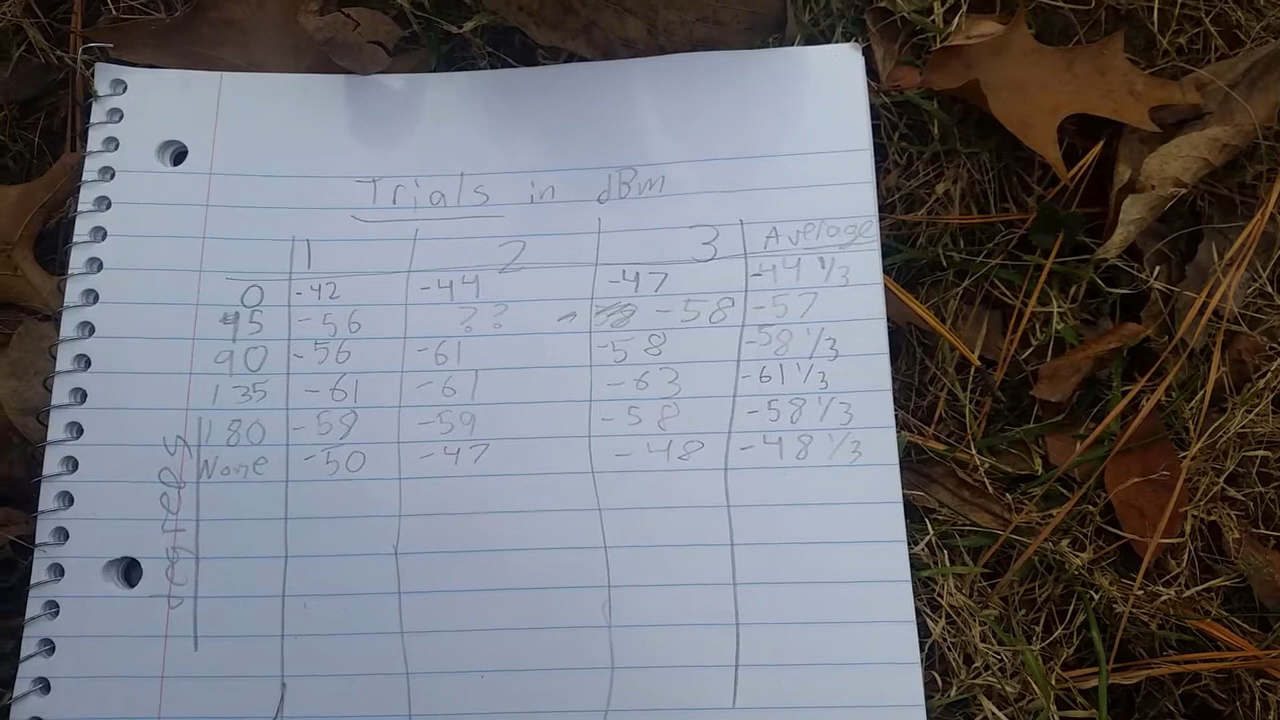 Trials in dBm
1 2 3 Average
0 -42 -44 -47 -44 1/3
45 -56 ?? -58 -57
90 -56 -61 -58 -58 1/3
135 -61 -61 -63 -61 1/3
180 -58 -59 -58 -58 1/3
None -50 -47 -48 -48 1/3
degrees